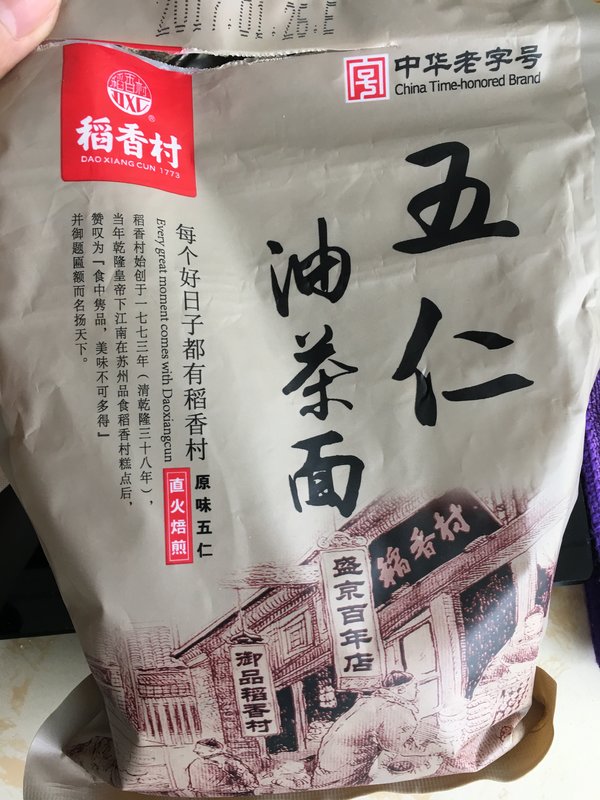 2017.01.26
稻香村
DXC
®
稻香村
DAO XIANG CUN 1773
中华老字号
China Time-honored Brand
五仁
油茶面
每个好日子都有稻香村
Every great moment comes with Daoxiangcun
稻香村始创于一七七三年（清乾隆三十八年），
当年乾隆皇帝下江南在苏州品食稻香村糕点后，
赞叹为「食中隽品，美味不可多得」
并御题匾额而名扬天下。
原味五仁
直火焙煎
稻香村
盛京百年店
御品稻香村